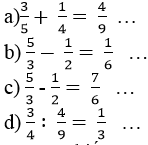 a) 3/5 + 1/4 = 4/9 ...
b) 5/3 − 1/2 = 1/6 ...
c) 5/3 - 1/2 = 7/6 ...
d) 3/4 : 4/9 = 1/3 ...